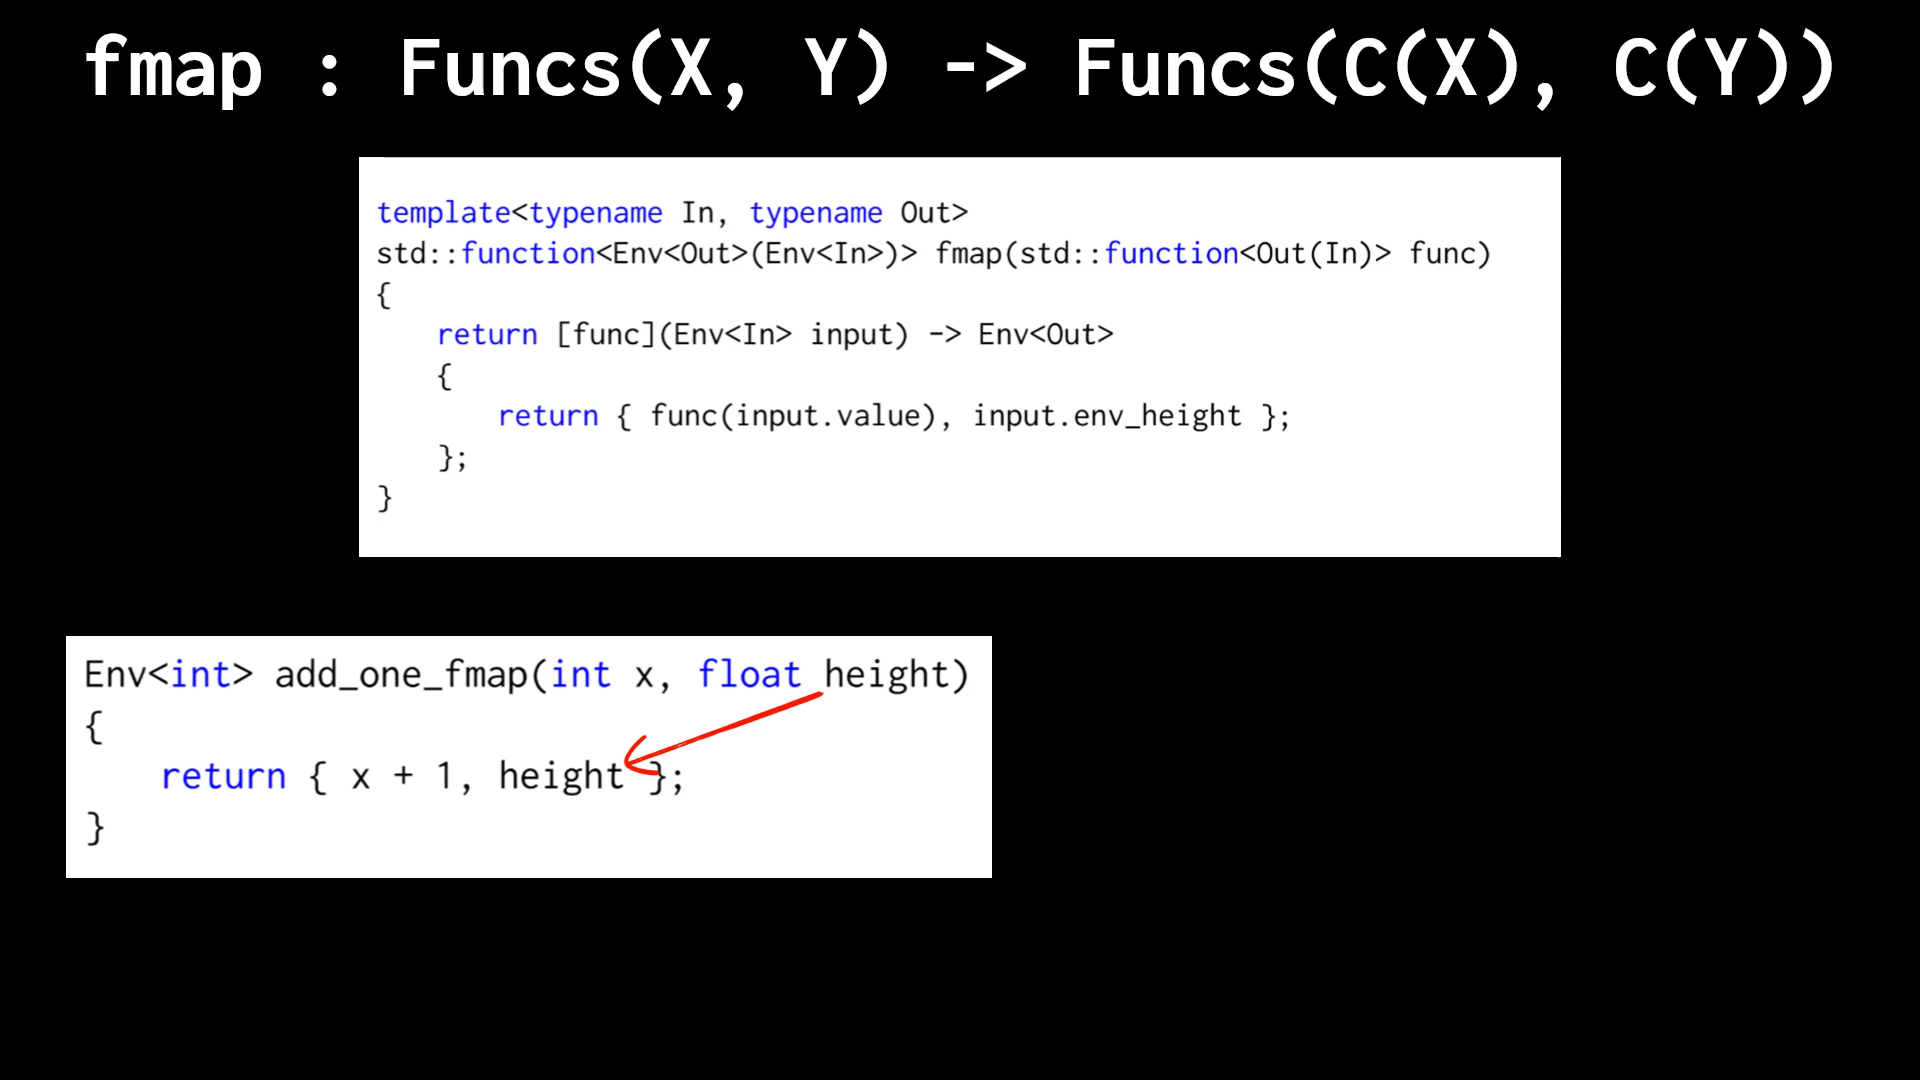 fmap : Funcs(X, Y) -> Funcs(C(X), C(Y))
template<typename In, typename Out>
std::function<Env<Out>(Env<In>)> fmap(std::function<Out(In)> func)
{
return [func](Env<In> input) -> Env<Out>
{
return { func(input.value), input.env_height };
};
}
Env<int> add_one_fmap(int x, float height)
{
return { x + 1, height };
}